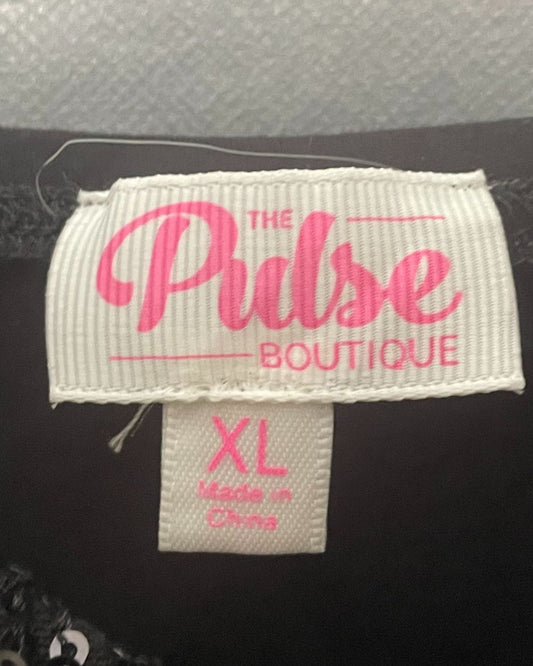 THE
Pulse
BOUTIQUE
XL
Made in
China